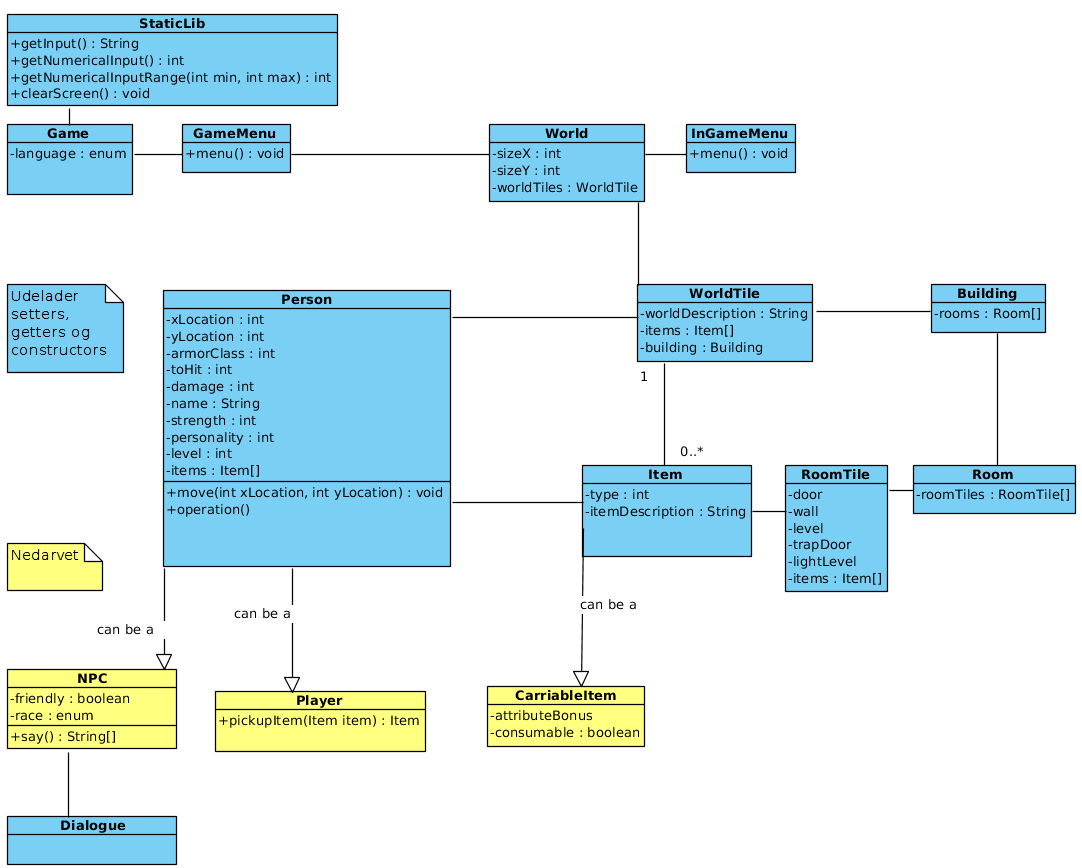 StaticLib
+getInput() : String
+getNumericalInput() : int
+getNumericalInputRange(int min, int max) : int
+clearScreen() : void
Game
-language : enum
GameMenu
+menu() : void
World
-sizeX : int
-sizeY : int
-worldTiles : WorldTile
InGameMenu
+menu() : void
Udelader
setters,
getters og
constructors
Person
-xLocation : int
-yLocation : int
-armorClass : int
-toHit : int
-damage : int
-name : String
-strength : int
-personality : int
-level : int
-items : Item[]
+move(int xLocation, int yLocation) : void
+operation()
WorldTile
-worldDescription : String
-items : Item[]
-building : Building
Building
-rooms : Room[]
1
0..*
Item
-type : int
-itemDescription : String
RoomTile
-door
-wall
-level
-trapDoor
-lightLevel
-items : Item[]
Room
-roomTiles : RoomTile[]
Nedarvet
can be a
can be a
can be a
NPC
-friendly : boolean
-race : enum
+say() : String[]
Player
+pickupItem(Item item) : Item
CarriableItem
-attributeBonus
-consumable : boolean
Dialogue